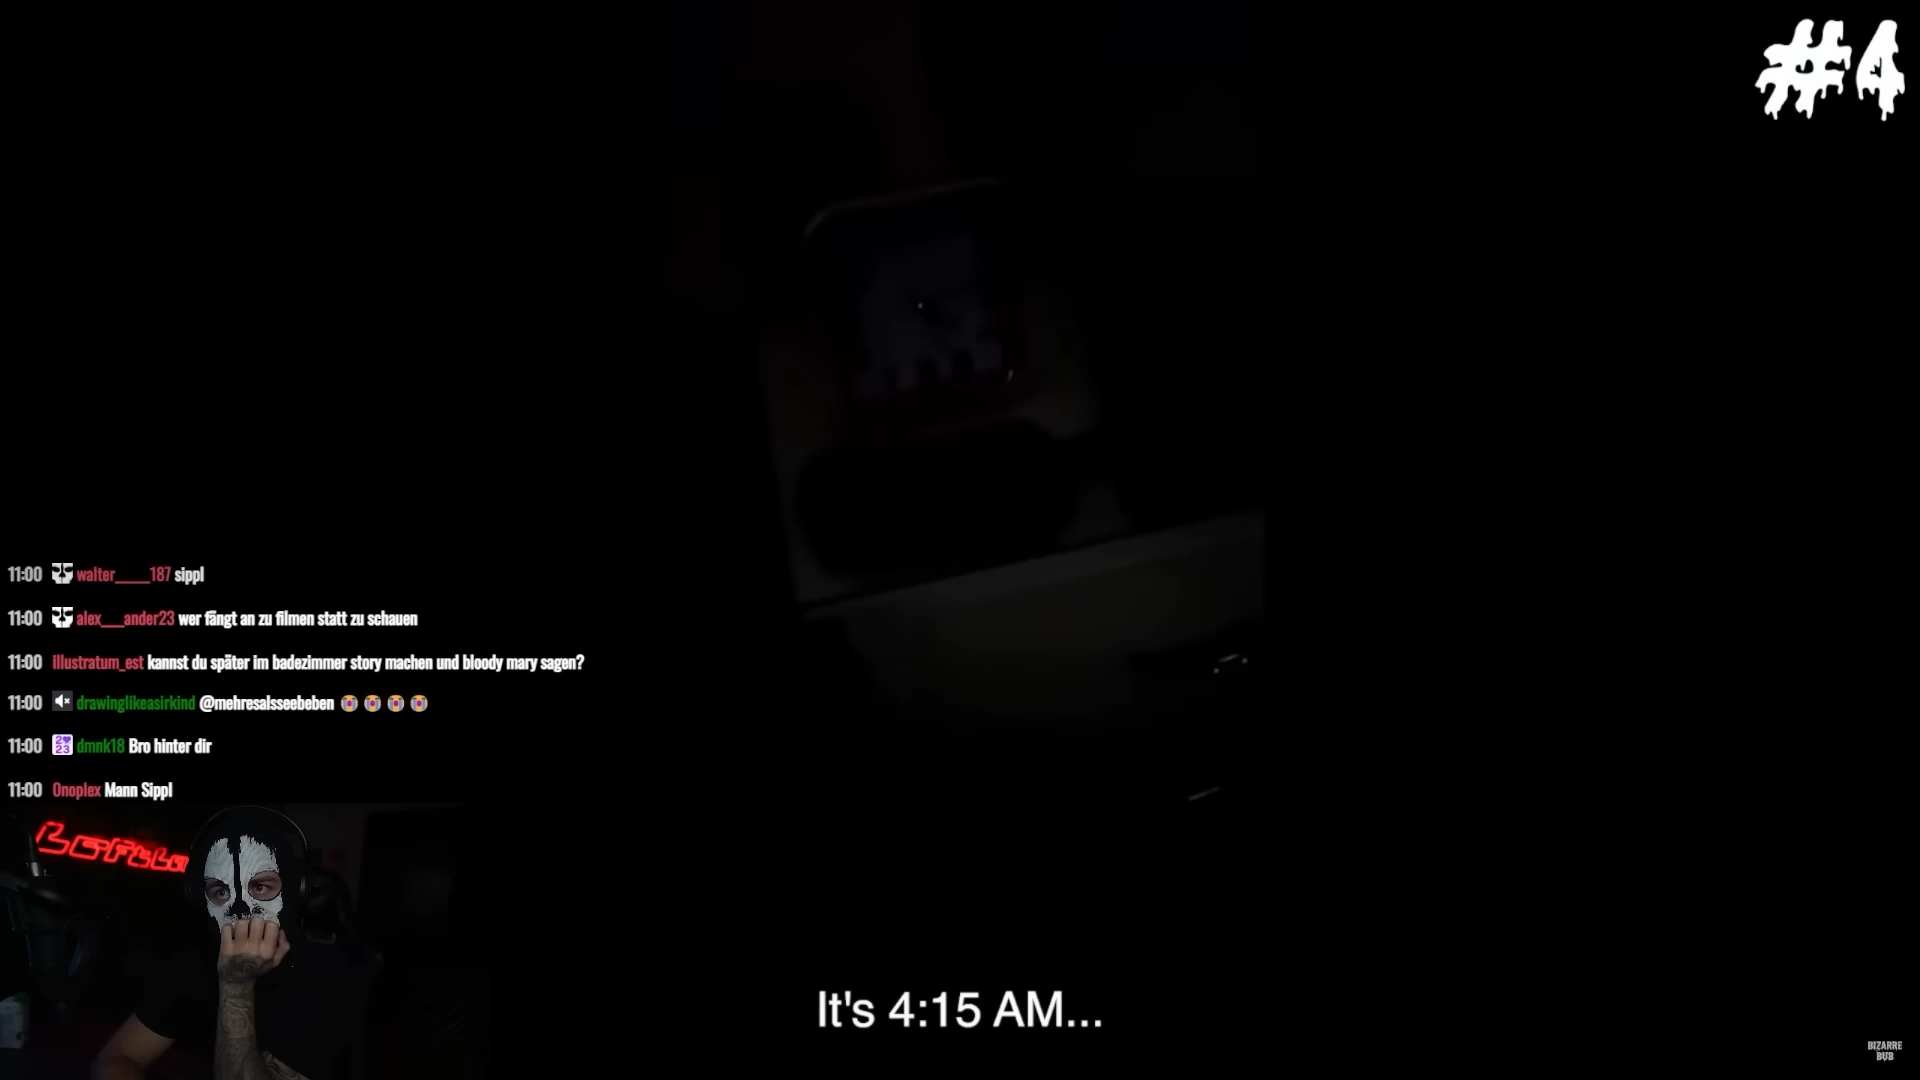 #4
11:00 walter____187 sippl
11:00 alex___ander23 wer fängt an zu filmen statt zu schauen
11:00 illustratum_est kannst du später im badezimmer story machen und bloody mary sagen?
11:00 drawinglikeasirkind @mehresalsseebeben
11:00 2 23 dmnk18 Bro hinter dir
11:00 Onoplex Mann Sippl
It's 4:15 AM...
BIZARRE
BUB